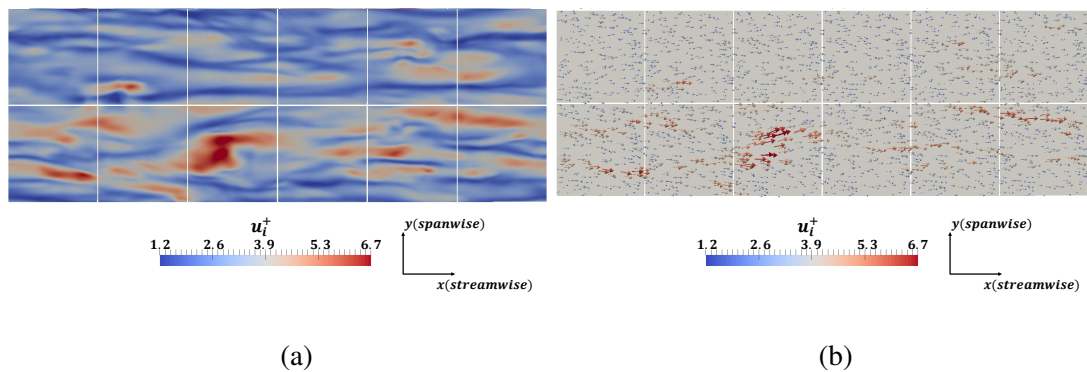 u_i^+
1.2 2.6 3.9 5.3 6.7
y(spanwise)
x(streamwise)
(a)
u_i^+
1.2 2.6 3.9 5.3 6.7
y(spanwise)
x(streamwise)
(b)